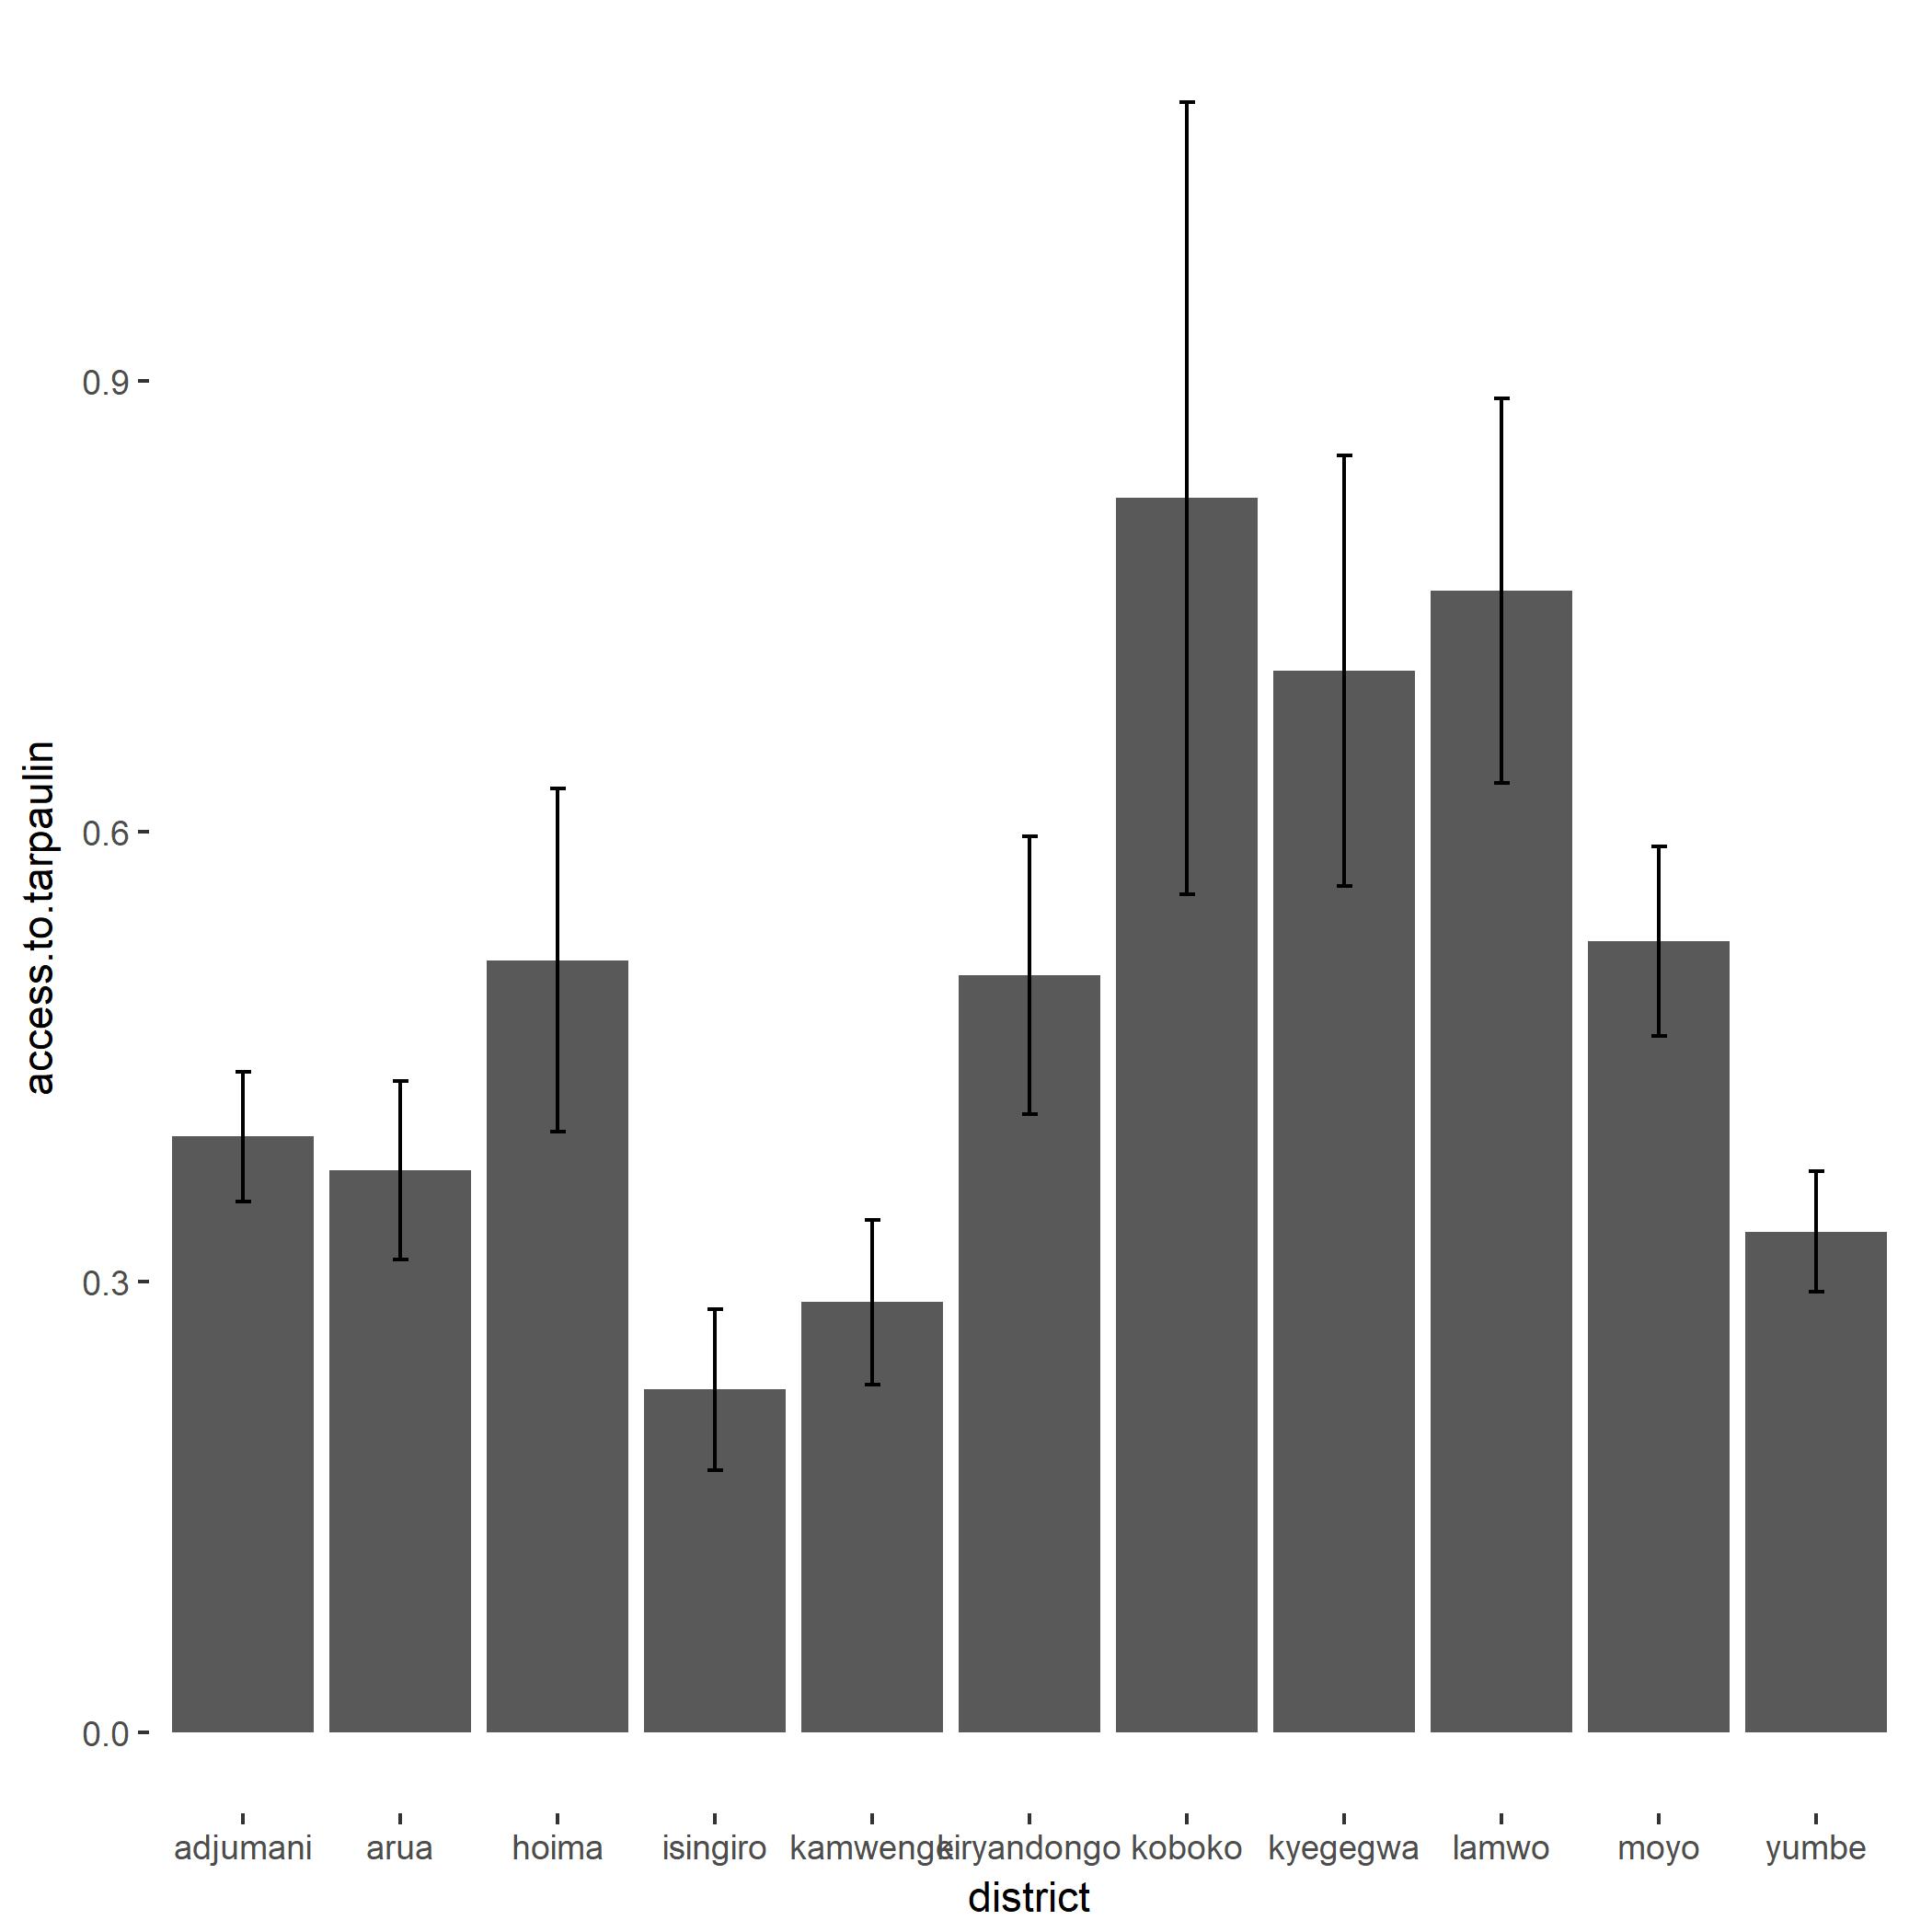 access.to.tarpaulin
0.9
0.6
0.3
0.0
adjumani arua hoima isingiro kamwenge kiryandongo koboko kyegegwa lamwo moyo yumbe
district